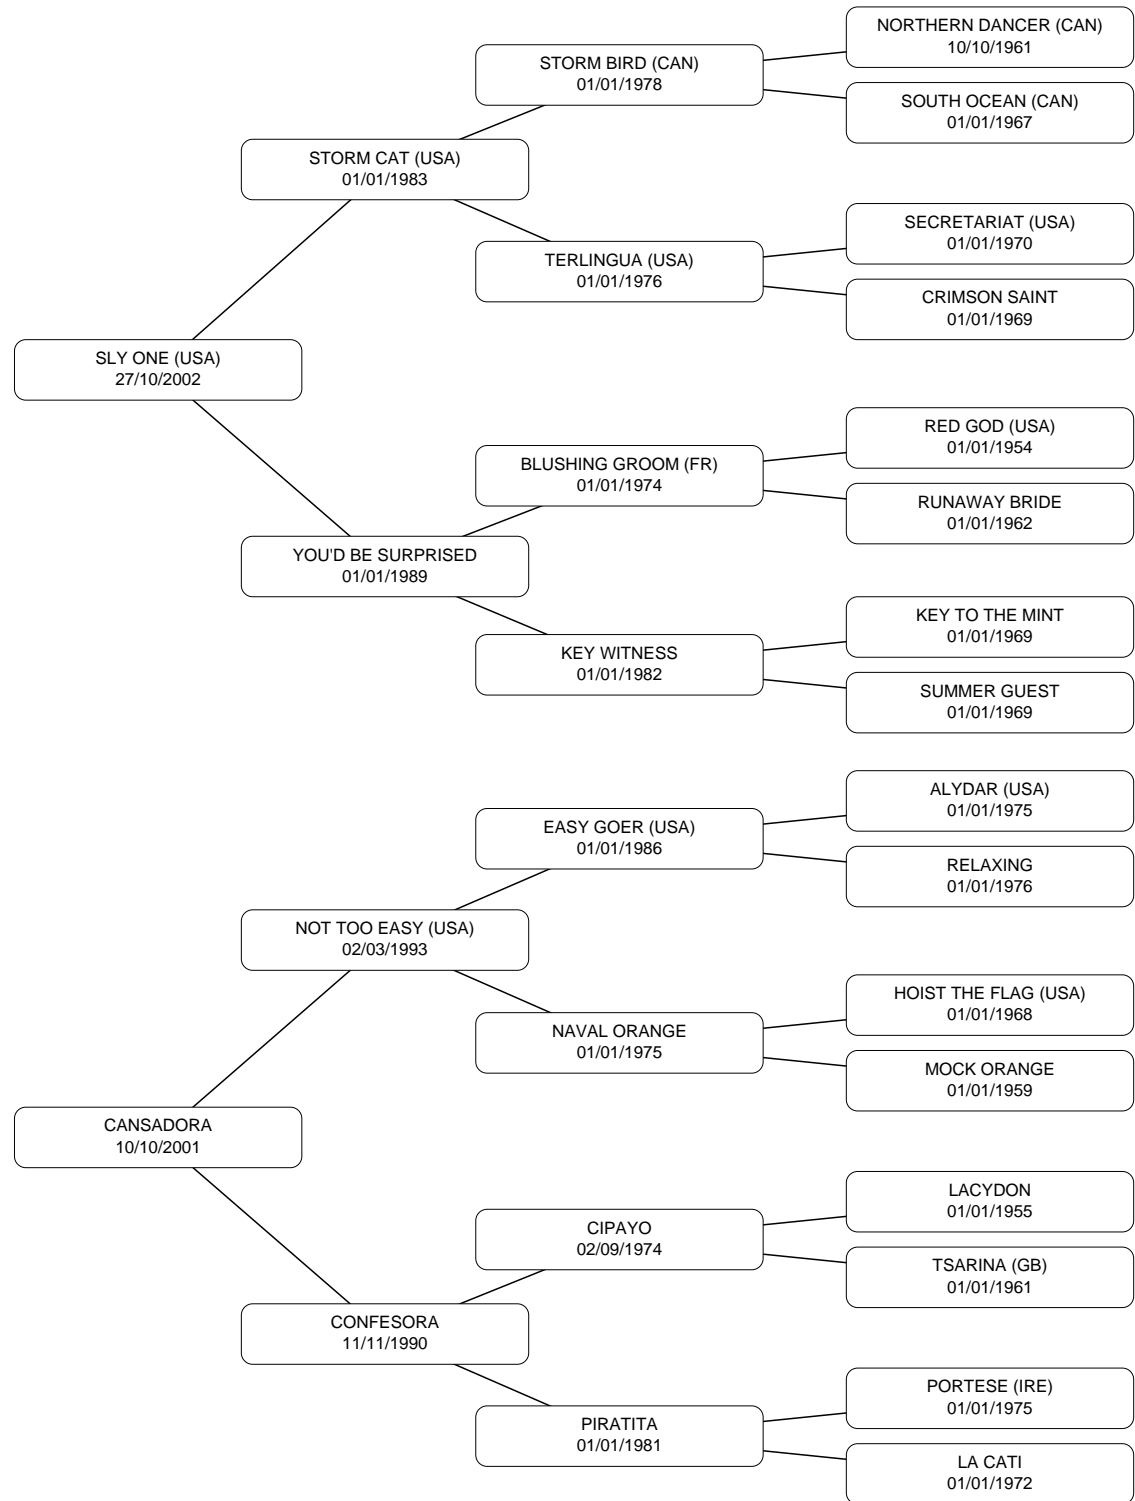 NORTHERN DANCER (CAN)
10/10/1961
STORM BIRD (CAN)
01/01/1978
SOUTH OCEAN (CAN)
01/01/1967
STORM CAT (USA)
01/01/1983
SECRETARIAT (USA)
01/01/1970
TERLINGUA (USA)
01/01/1976
CRIMSON SAINT
01/01/1969
SLY ONE (USA)
27/10/2002
RED GOD (USA)
01/01/1954
BLUSHING GROOM (FR)
01/01/1974
RUNAWAY BRIDE
01/01/1962
YOU'D BE SURPRISED
01/01/1989
KEY TO THE MINT
01/01/1969
KEY WITNESS
01/01/1982
SUMMER GUEST
01/01/1969
ALYDAR (USA)
01/01/1975
EASY GOER (USA)
01/01/1986
RELAXING
01/01/1976
NOT TOO EASY (USA)
02/03/1993
HOIST THE FLAG (USA)
01/01/1968
NAVAL ORANGE
01/01/1975
MOCK ORANGE
01/01/1959
CANSADORA
10/10/2001
LACYDON
01/01/1955
CIPAYO
02/09/1974
TSARINA (GB)
01/01/1961
CONFESORA
11/11/1990
PORTESE (IRE)
01/01/1975
PIRATITA
01/01/1981
LA CATI
01/01/1972